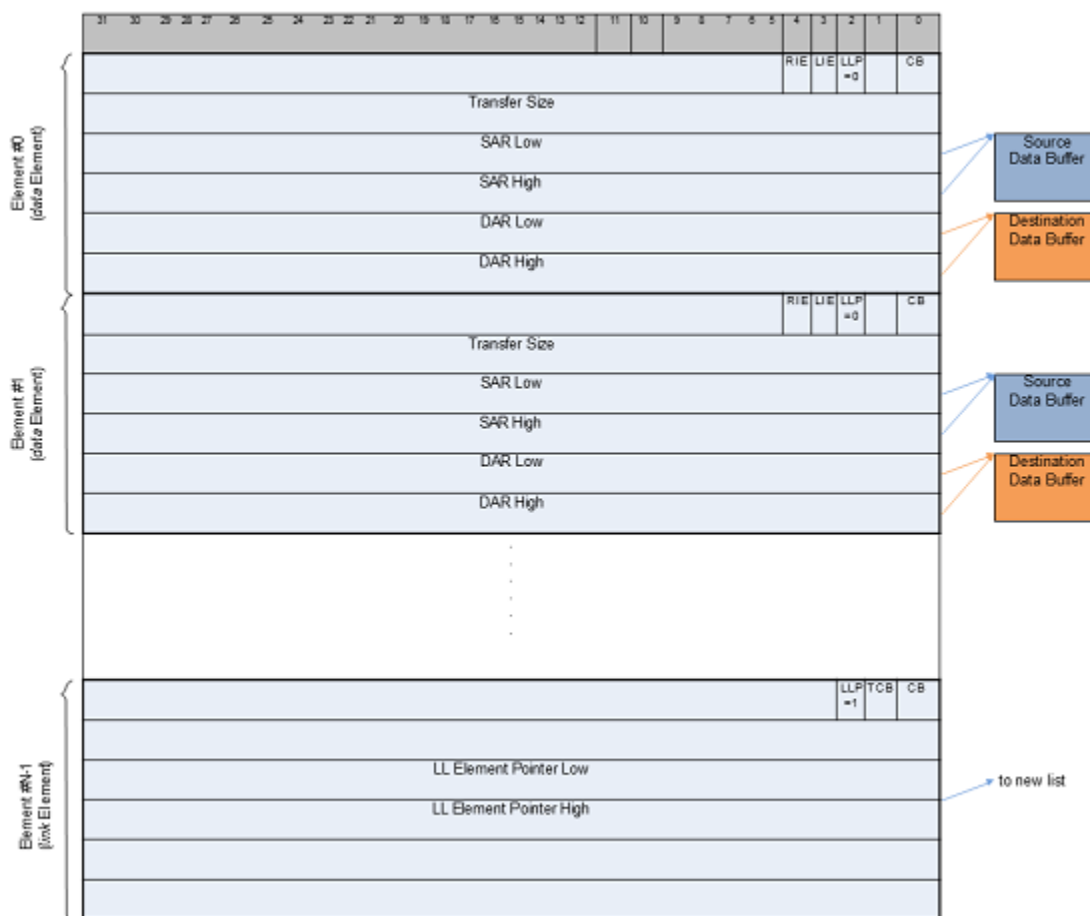 31 30 29 28 27 26 25 24 23 22 21 20 19 18 17 16 15 14 13 12 11 10 9 8 7 6 5 4 3 2 1 0
RIE LIE LLP CB
=0
Transfer Size
SAR Low
SAR High
DAR Low
DAR High
Element #0
(data Element)
Source
Data Buffer
Destination
Data Buffer
RIE LIE LLP CB
=0
Transfer Size
SAR Low
SAR High
DAR Low
DAR High
Element #1
(data Element)
Source
Data Buffer
Destination
Data Buffer
LLP TCB CB
=1
LL Element Pointer Low
LL Element Pointer High
Element #N-1
(link Element)
to new list